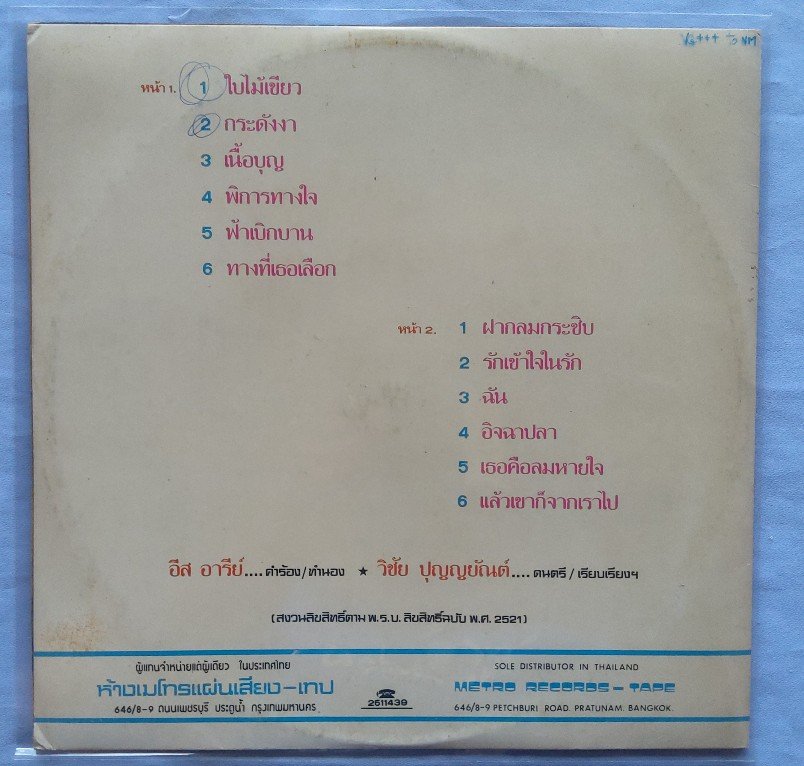 VG+++ To NM
หน้า 1. 1 ใบไม้เขียว
2 กระดังงา
3 เนื้อบุญ
4 พิการทางใจ
5 ฟ้าเบิกบาน
6 ทางที่เธอเลือก
หน้า 2. 1 ฝากลมกระซิบ
2 รักเข้าใจในรัก
3 ฉัน
4 อิจฉาปลา
5 เธอคือลมหายใจ
6 แล้วเขาก็จากเราไป
อีส อารีย์....คำร้อง/ทำนอง ★ วิชัย ปุญญยันต์....ดนตรี/เรียบเรียงฯ
(สงวนลิขสิทธิ์ตาม พ.ร.บ. ลิขสิทธิ์ฉบับ พ.ศ. 2521)
ผู้แทนจำหน่ายแต่ผู้เดียว ในประเทศไทย
ห้างเมโทรแผ่นเสียง-เทป
646/8-9 ถนนเพชรบุรี ประตูน้ำ กรุงเทพมหานคร
2511439
SOLE DISTRIBUTOR IN THAILAND
METRO RECORDS-TAPE
646/8-9 PETCHBURI ROAD. PRATUNAM. BANGKOK.